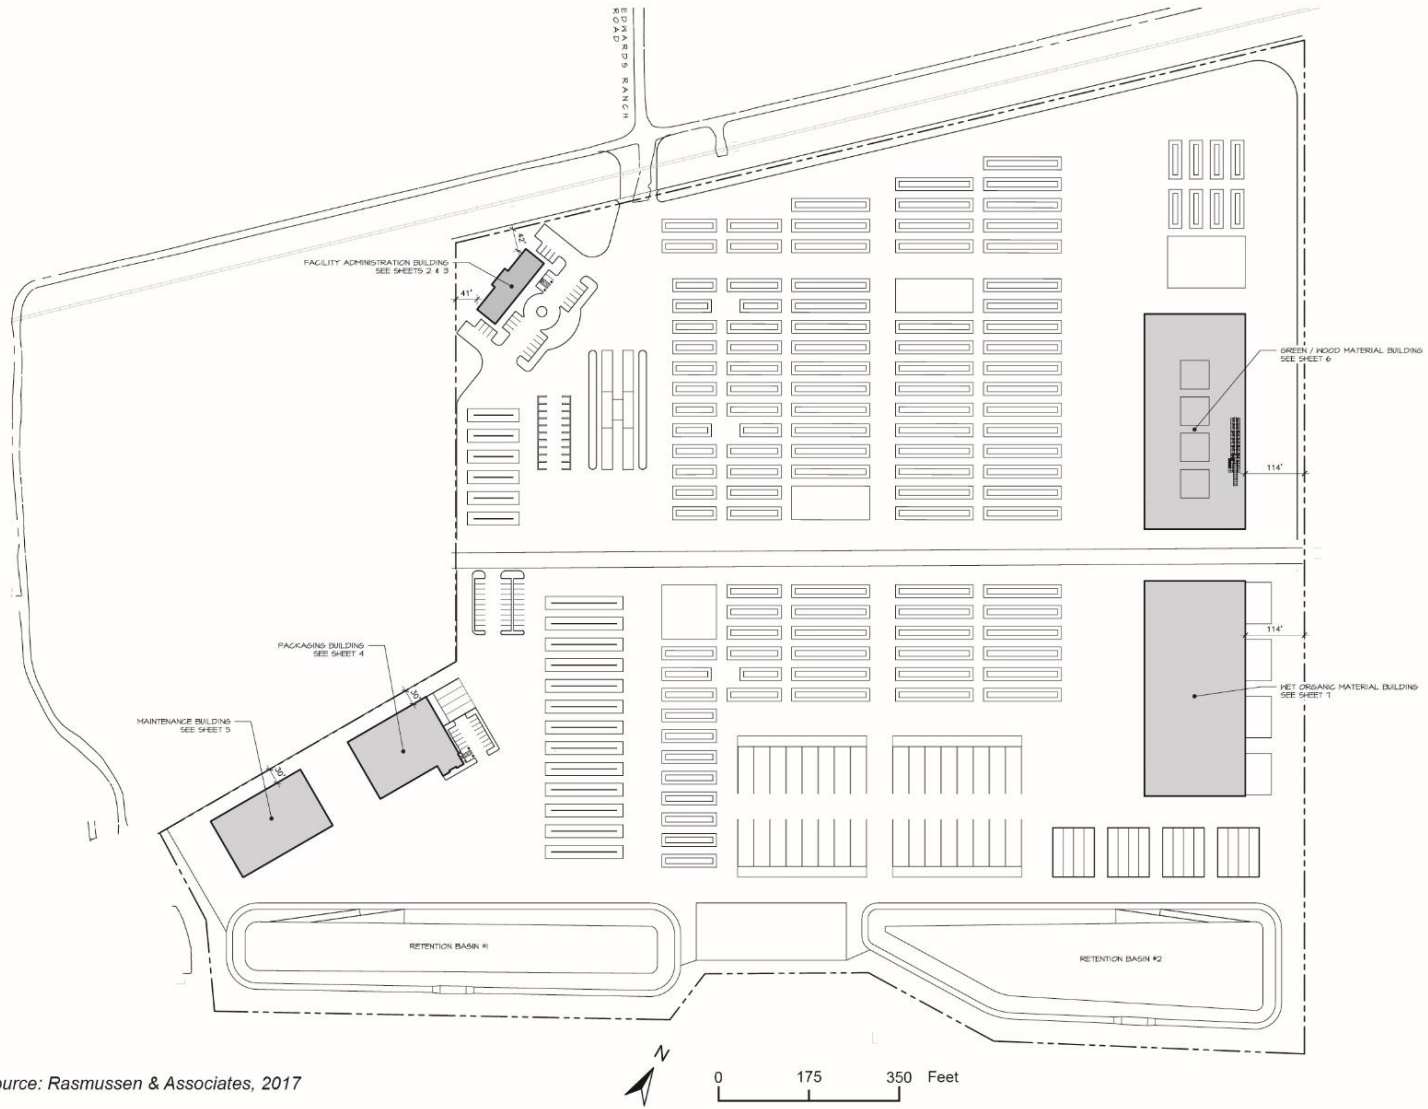 EDWARDS RANCH
ROAD
42'
FACILITY ADMINISTRATION BUILDING
SEE SHEETS 2 & 3
41'
GREEN / WOOD MATERIAL BUILDING
SEE SHEET 6
114'
114'
PACKAGING BUILDING
SEE SHEET 4
30'
WET ORGANIC MATERIAL BUILDING
SEE SHEET 7
MAINTENANCE BUILDING
SEE SHEET 5
30'
RETENTION BASIN #1
RETENTION BASIN #2
N
ource: Rasmussen & Associates, 2017
0 175 350 Feet